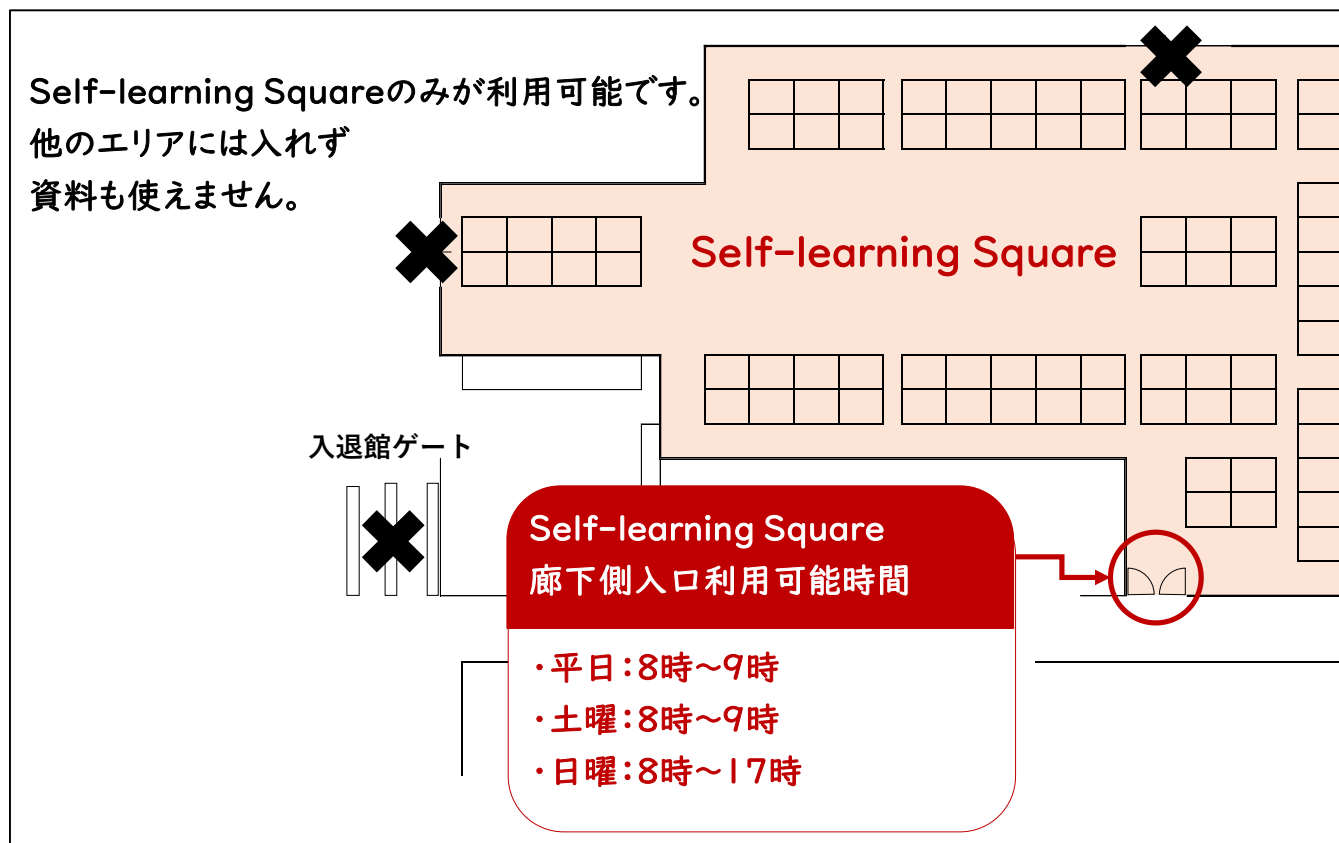 Self-learning Squareのみが利用可能です。
他のエリアには入れず
資料も使えません。
Self-learning Square
入退館ゲート
Self-learning Square
廊下側入口利用可能時間
・平日：8時～9時
・土曜：8時～9時
・日曜：8時～17時